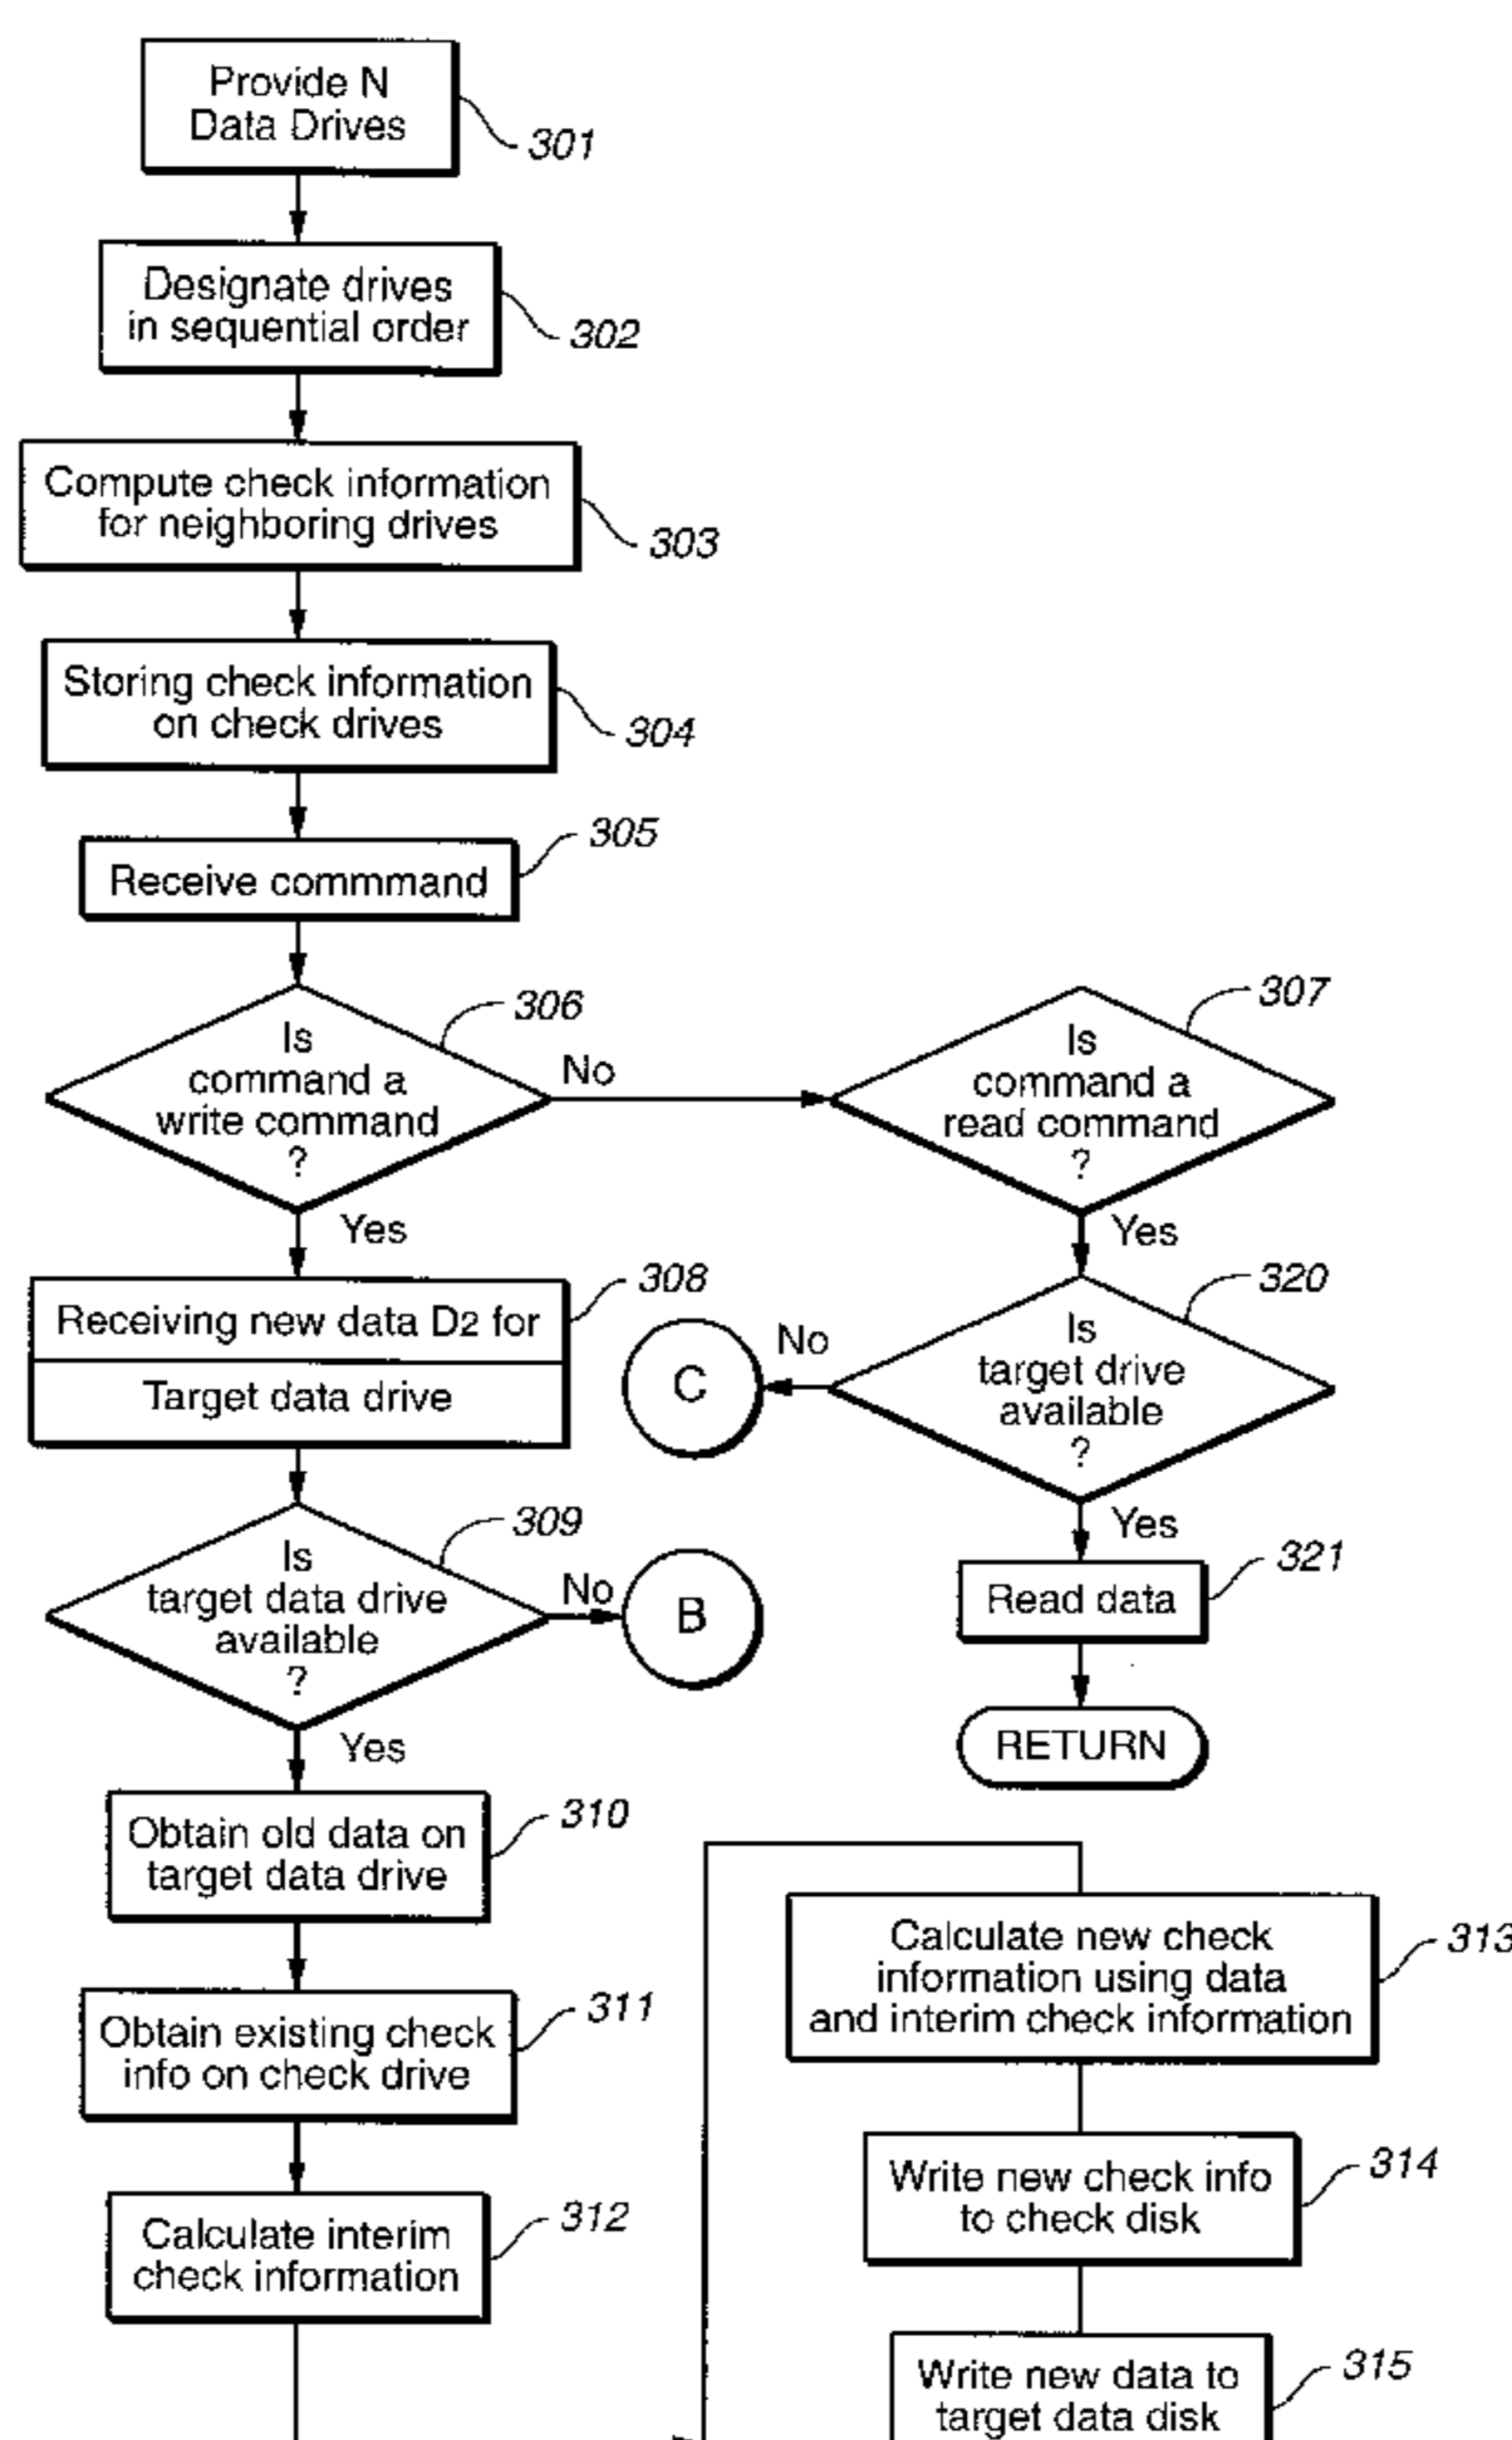 Provide N
Data Drives
301
Designate drives
in sequential order
302
Compute check information
for neighboring drives
303
Storing check information
on check drives
304
305
Receive commmand
306
Is
command a
write command
?
No
Yes
307
Is
command a
read command
?
Yes
308
Receiving new data D2 for
Target data drive
320
Is
target drive
available
?
No
C
Yes
309
Is
target data drive
available
?
No
B
Yes
321
Read data
RETURN
310
Obtain old data on
target data drive
311
Obtain existing check
info on check drive
312
Calculate interim
check information
313
Calculate new check
information using data
and interim check information
314
Write new check info
to check disk
315
Write new data to
target data disk